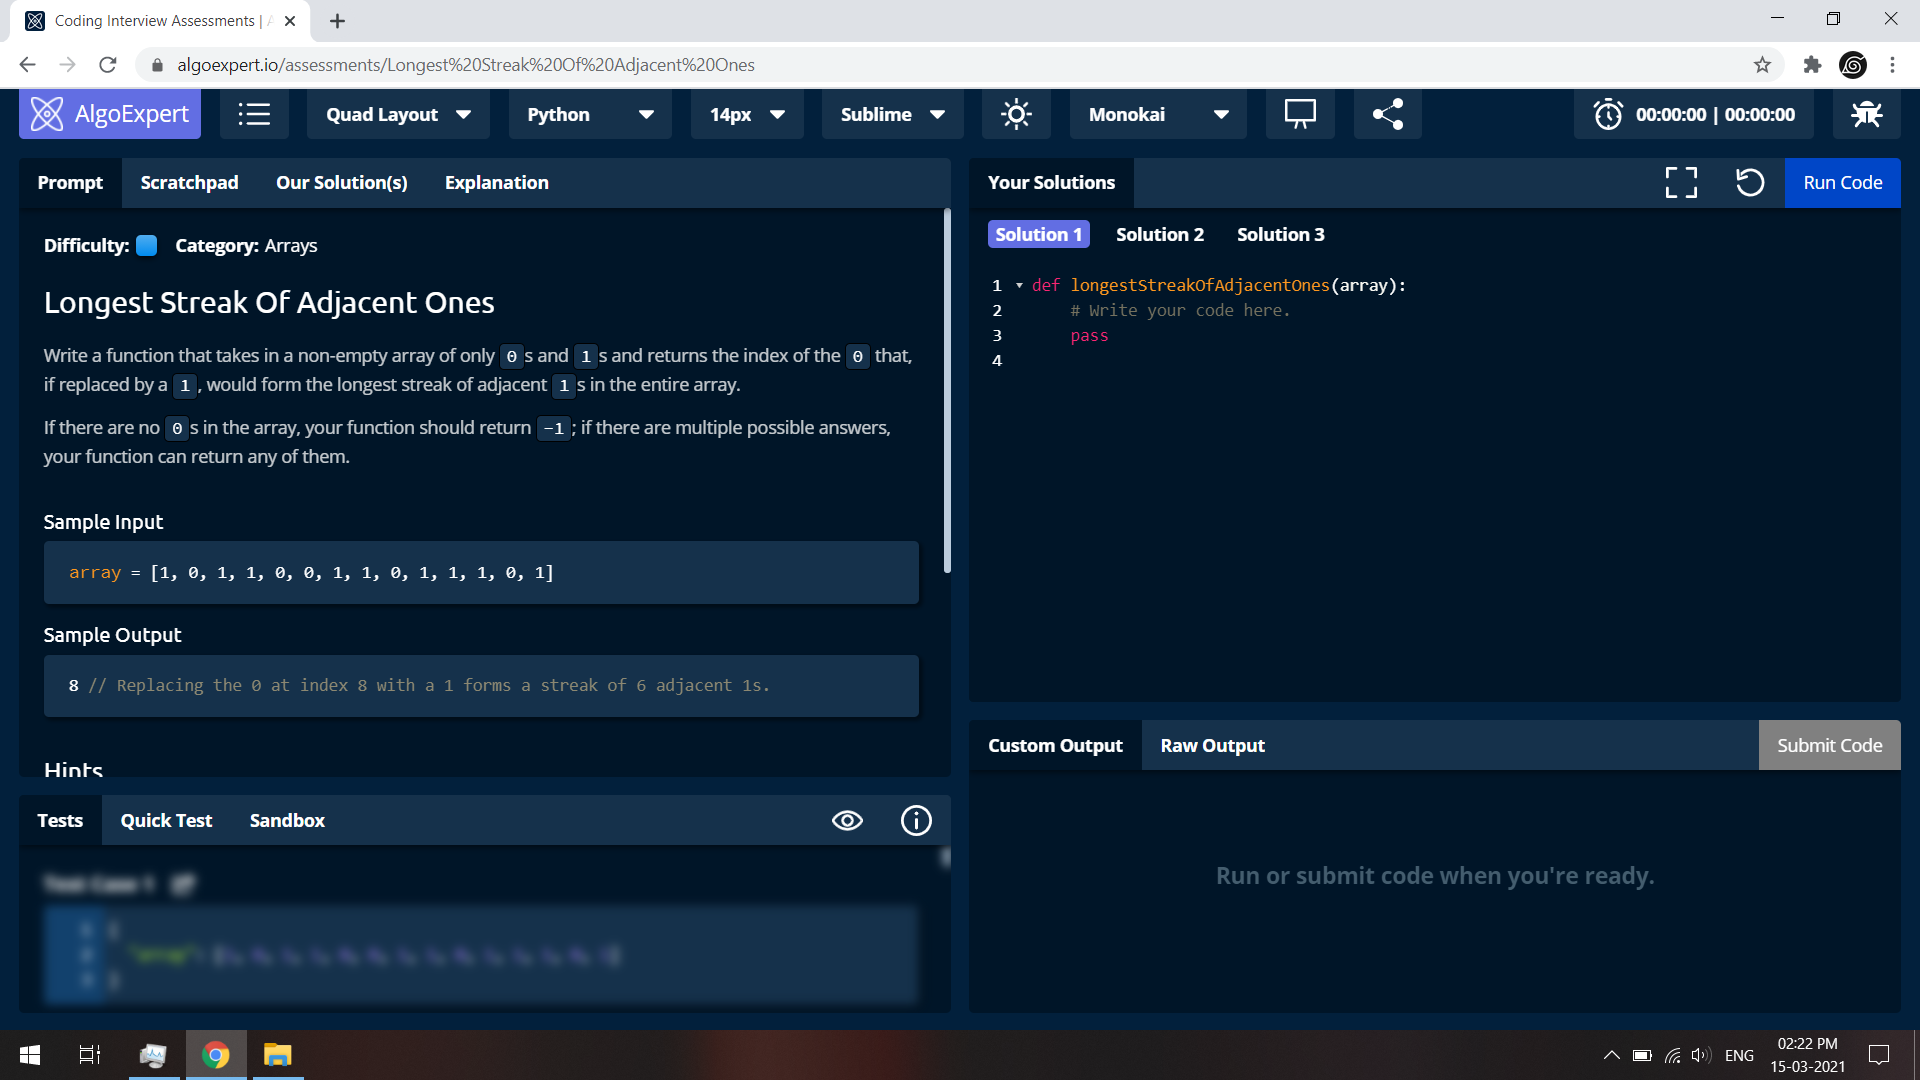 Coding Interview Assessments |
algoexpert.io/assessments/Longest%20Streak%20Of%20Adjacent%20Ones
AlgoExpert
Quad Layout
Python
14px
Sublime
Monokai
00:00:00 | 00:00:00
Prompt
Scratchpad
Our Solution(s)
Explanation
Difficulty: Category: Arrays
Longest Streak Of Adjacent Ones
Write a function that takes in a non-empty array of only 0s and 1s and returns the index of the 0 that,
if replaced by a 1, would form the longest streak of adjacent 1s in the entire array.
If there are no 0s in the array, your function should return -1; if there are multiple possible answers,
your function can return any of them.
Sample Input
array = [1, 0, 1, 1, 0, 0, 1, 1, 0, 1, 1, 1, 0, 1]
Sample Output
8 // Replacing the 0 at index 8 with a 1 forms a streak of 6 adjacent 1s.
Hints
Tests
Quick Test
Sandbox
Your Solutions
Run Code
Solution 1
Solution 2
Solution 3
1 def longestStreakOfAdjacentOnes(array):
2 # Write your code here.
3 pass
4
Custom Output
Raw Output
Submit Code
Run or submit code when you're ready.
ENG
02:22 PM
15-03-2021